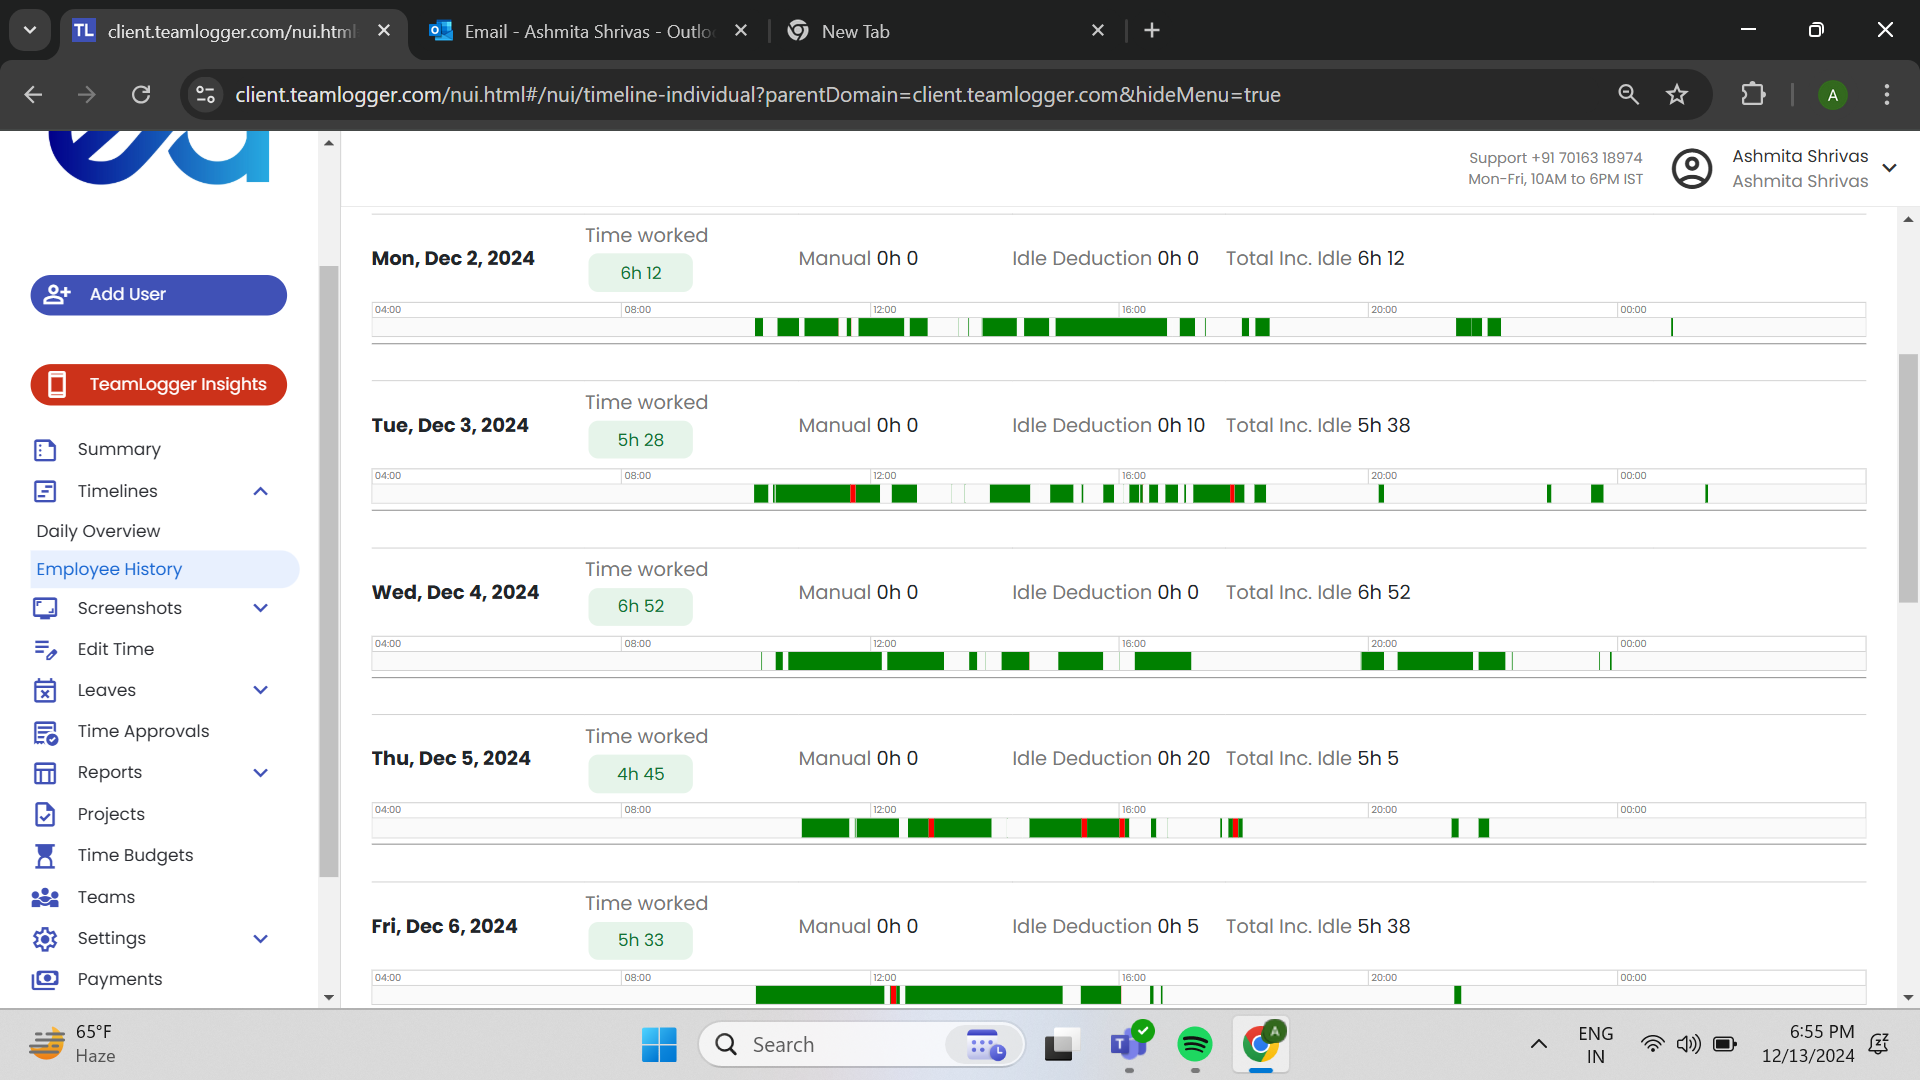 TL client.teamlogger.com/nui.html
Email - Ashmita Shrivas - Outlo
New Tab
client.teamlogger.com/nui.html#/nui/timeline-individual?parentDomain=client.teamlogger.com&hideMenu=true
A
Support +91 70163 18974
Mon-Fri, 10AM to 6PM IST
Ashmita Shrivas
Ashmita Shrivas
Add User
TeamLogger Insights
Summary
Timelines
Daily Overview
Employee History
Screenshots
Edit Time
Leaves
Time Approvals
Reports
Projects
Time Budgets
Teams
Settings
Payments
Mon, Dec 2, 2024
Time worked
6h 12
Manual 0h 0
Idle Deduction 0h 0
Total Inc. Idle 6h 12
04:00 08:00 12:00 16:00 20:00 00:00
Tue, Dec 3, 2024
Time worked
5h 28
Manual 0h 0
Idle Deduction 0h 10
Total Inc. Idle 5h 38
04:00 08:00 12:00 16:00 20:00 00:00
Wed, Dec 4, 2024
Time worked
6h 52
Manual 0h 0
Idle Deduction 0h 0
Total Inc. Idle 6h 52
04:00 08:00 12:00 16:00 20:00 00:00
Thu, Dec 5, 2024
Time worked
4h 45
Manual 0h 0
Idle Deduction 0h 20
Total Inc. Idle 5h 5
04:00 08:00 12:00 16:00 20:00 00:00
Fri, Dec 6, 2024
Time worked
5h 33
Manual 0h 0
Idle Deduction 0h 5
Total Inc. Idle 5h 38
04:00 08:00 12:00 16:00 20:00 00:00
65°F
Haze
Search
T
A
ENG
IN
6:55 PM
12/13/2024